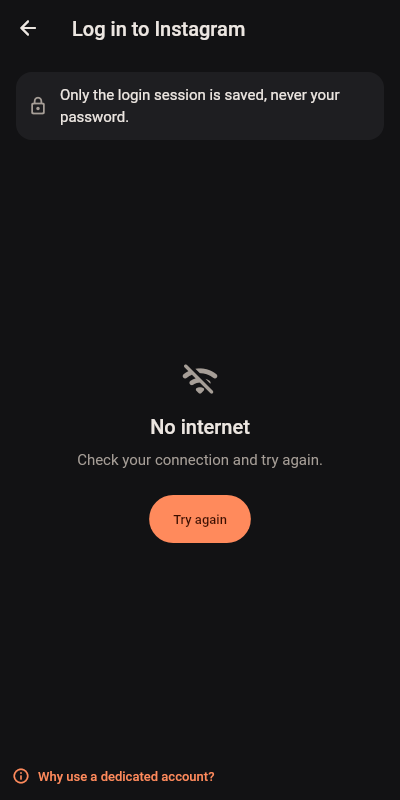 Log in to Instagram
Only the login session is saved, never your
password.
No internet
Check your connection and try again.
Try again
Why use a dedicated account?